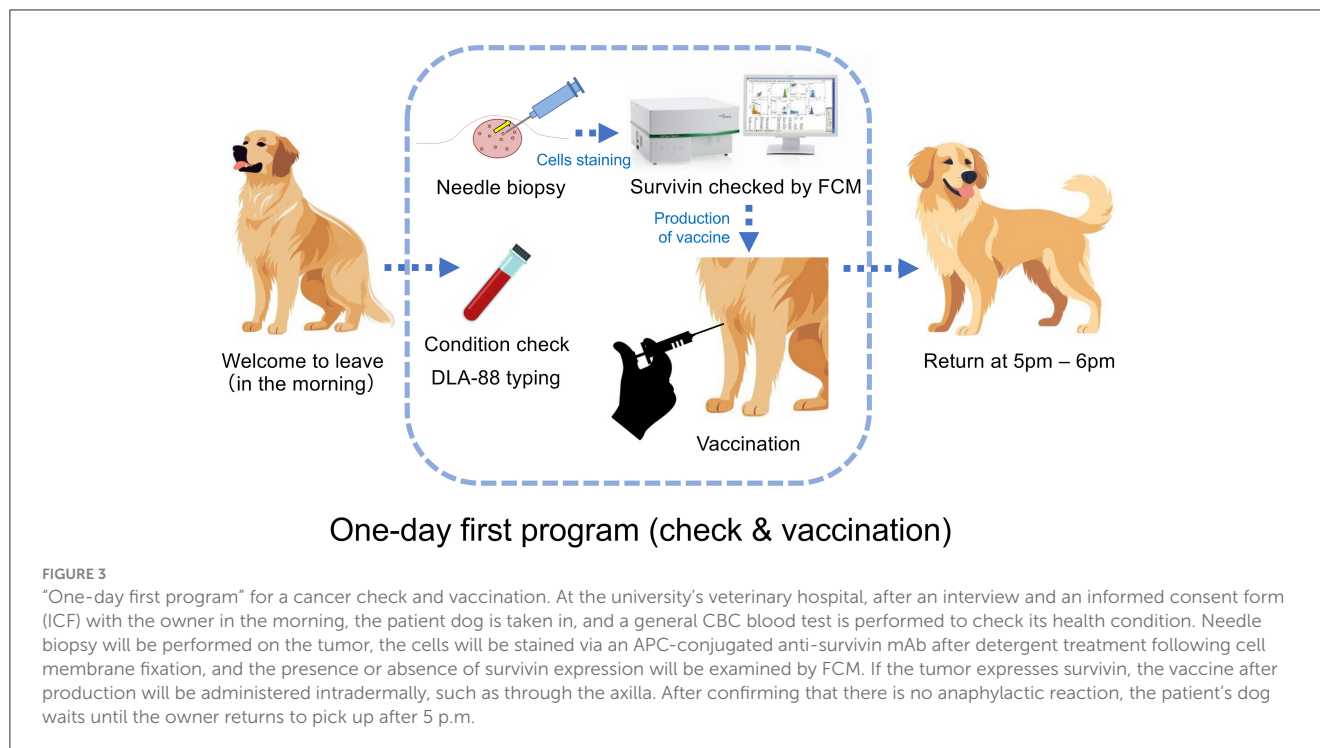 Cells staining
Needle biopsy
Survivin checked by FCM
Production
of vaccine
Welcome to leave
（in the morning）
Condition check
DLA-88 typing
Vaccination
Return at 5pm – 6pm
One-day first program (check & vaccination)
FIGURE 3
"One-day first program" for a cancer check and vaccination. At the university's veterinary hospital, after an interview and an informed consent form
(ICF) with the owner in the morning, the patient dog is taken in, and a general CBC blood test is performed to check its health condition. Needle
biopsy will be performed on the tumor, the cells will be stained via an APC-conjugated anti-survivin mAb after detergent treatment following cell
membrane fixation, and the presence or absence of survivin expression will be examined by FCM. If the tumor expresses survivin, the vaccine after
production will be administered intradermally, such as through the axilla. After confirming that there is no anaphylactic reaction, the patient's dog
waits until the owner returns to pick up after 5 p.m.